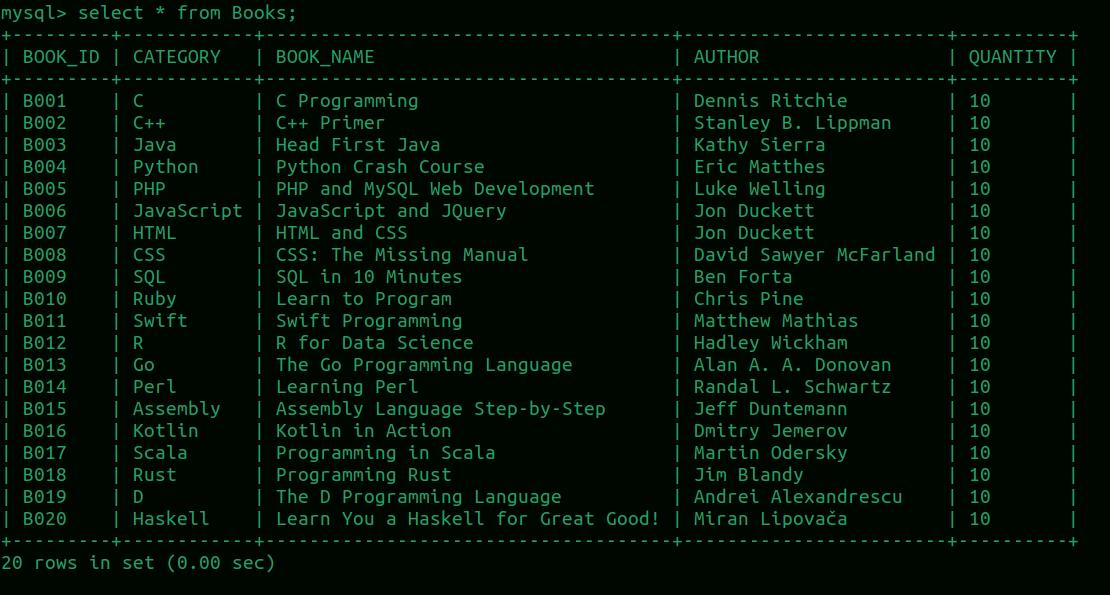 mysql> select * from Books;
+---------+------------+-------------------------------------+------------------------+----------+
| BOOK_ID | CATEGORY   | BOOK_NAME                           | AUTHOR                 | QUANTITY |
+---------+------------+-------------------------------------+------------------------+----------+
| B001    | C          | C Programming                       | Dennis Ritchie         | 10       |
| B002    | C++        | C++ Primer                          | Stanley B. Lippman     | 10       |
| B003    | Java       | Head First Java                     | Kathy Sierra           | 10       |
| B004    | Python     | Python Crash Course                 | Eric Matthes           | 10       |
| B005    | PHP        | PHP and MySQL Web Development       | Luke Welling           | 10       |
| B006    | JavaScript | JavaScript and JQuery               | Jon Duckett            | 10       |
| B007    | HTML       | HTML and CSS                        | Jon Duckett            | 10       |
| B008    | CSS        | CSS: The Missing Manual             | David Sawyer McFarland | 10       |
| B009    | SQL        | SQL in 10 Minutes                   | Ben Forta              | 10       |
| B010    | Ruby       | Learn to Program                    | Chris Pine             | 10       |
| B011    | Swift      | Swift Programming                   | Matthew Mathias        | 10       |
| B012    | R          | R for Data Science                  | Hadley Wickham         | 10       |
| B013    | Go         | The Go Programming Language         | Alan A. A. Donovan     | 10       |
| B014    | Perl       | Learning Perl                       | Randal L. Schwartz     | 10       |
| B015    | Assembly   | Assembly Language Step-by-Step      | Jeff Duntemann         | 10       |
| B016    | Kotlin     | Kotlin in Action                    | Dmitry Jemerov         | 10       |
| B017    | Scala      | Programming in Scala                | Martin Odersky         | 10       |
| B018    | Rust       | Programming Rust                    | Jim Blandy             | 10       |
| B019    | D          | The D Programming Language          | Andrei Alexandrescu    | 10       |
| B020    | Haskell    | Learn You a Haskell for Great Good! | Miran Lipovača         | 10       |
+---------+------------+-------------------------------------+------------------------+----------+
20 rows in set (0.00 sec)